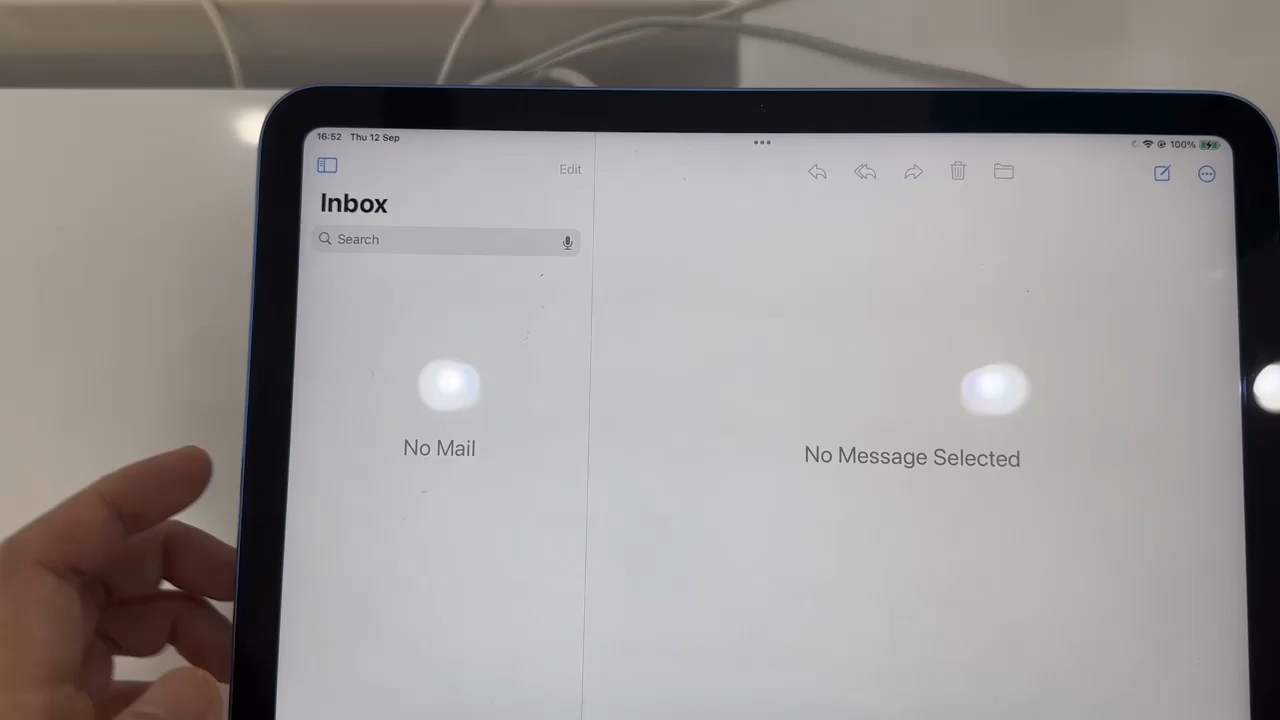 16:52 Thu 12 Sep
100%
Edit
Inbox
Search
No Mail
No Message Selected